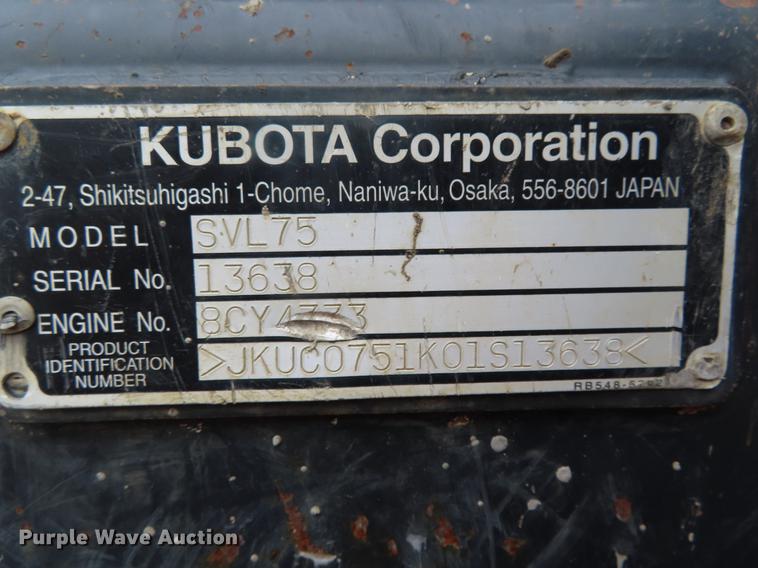 KUBOTA Corporation
2-47, Shikitsuhigashi 1-Chome, Naniwa-ku, Osaka, 556-8601 JAPAN
MODEL SVL75
SERIAL No. 13638
ENGINE No.
PRODUCT IDENTIFICATION NUMBER >JKUC0751K01S13638<
Purple Wave Auction